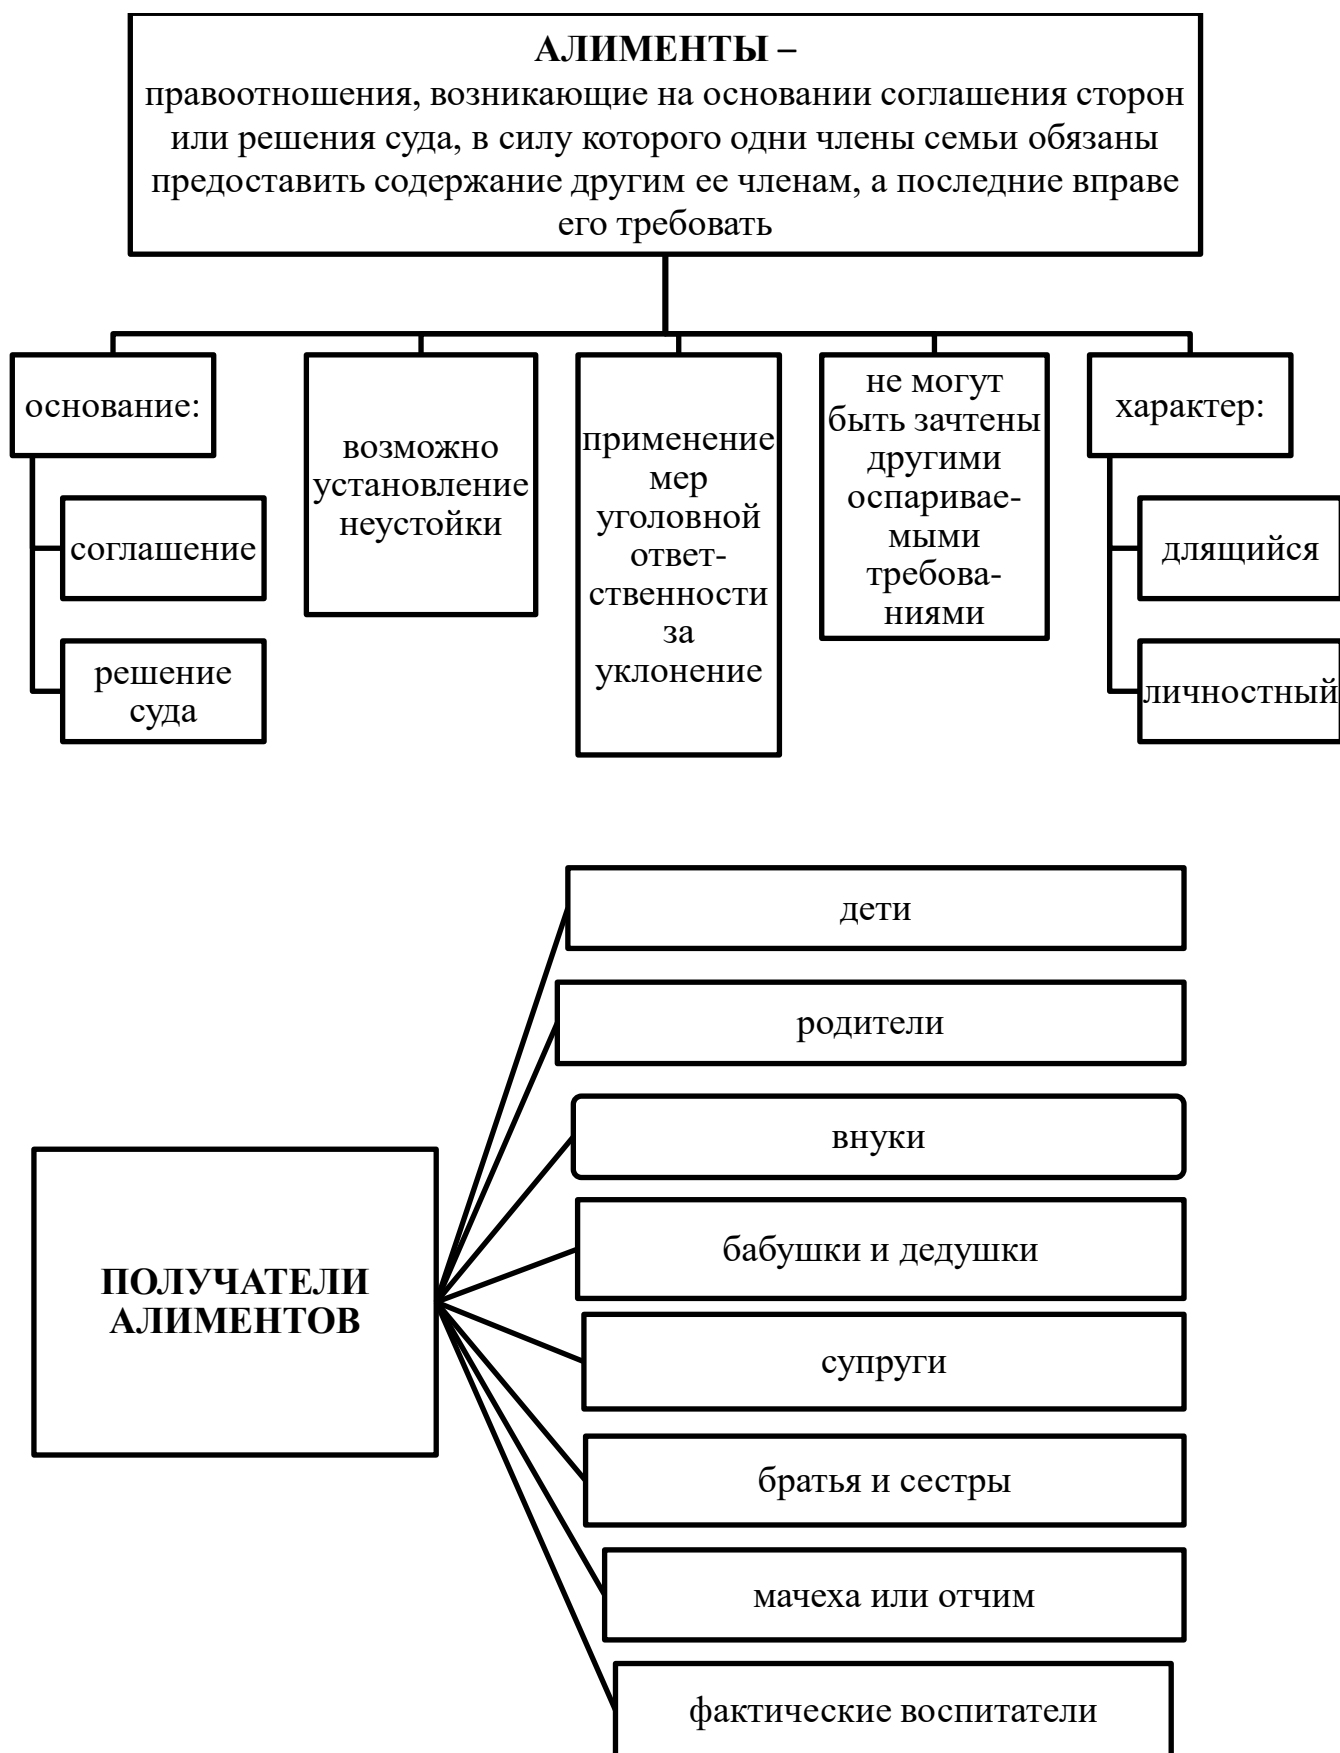 АЛИМЕНТЫ –
правоотношения, возникающие на основании соглашения сторон
или решения суда, в силу которого одни члены семьи обязаны
предоставить содержание другим ее членам, а последние вправе
его требовать
основание:
соглашение
решение
суда
возможно
установление
неустойки
применение
мер
уголовной
ответ-
ственности
за
уклонение
не могут
быть зачтены
другими
оспаривае-
мыми
требова-
ниями
характер:
длящийся
личностный
ПОЛУЧАТЕЛИ
АЛИМЕНТОВ
дети
родители
внуки
бабушки и дедушки
супруги
братья и сестры
мачеха или отчим
фактические воспитатели